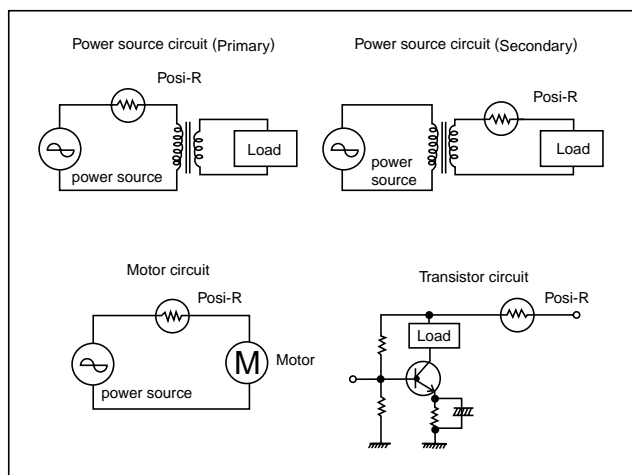 Power source circuit (Primary)
Posi-R
Load
power source
Power source circuit (Secondary)
Posi-R
Load
power
source
Motor circuit
Posi-R
M
Motor
power source
Transistor circuit
Posi-R
Load